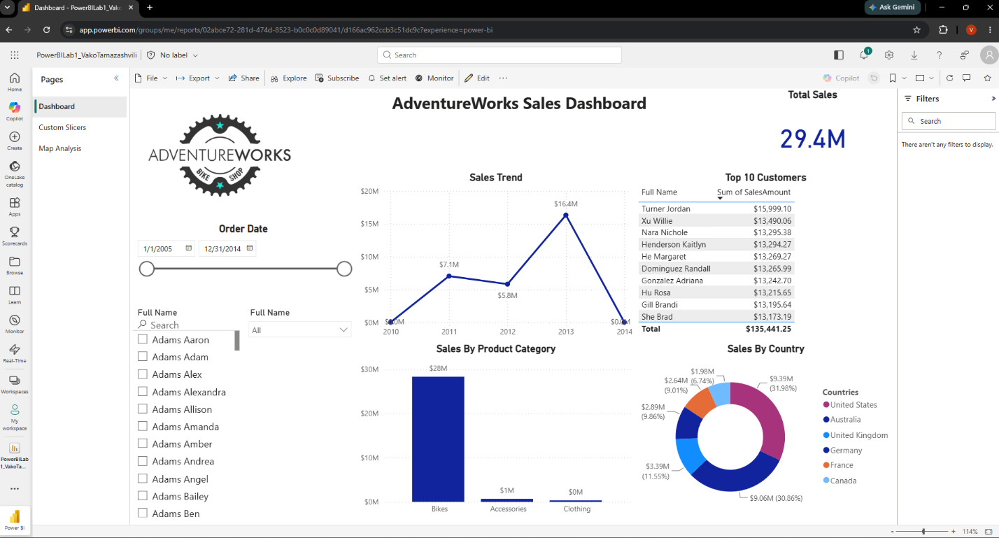 Dashboard - PowerBILab1_Vako
Ask Gemini
app.powerbi.com/groups/me/reports/02abce72-281d-474d-8523-b0c0c0d89041/d166ac962ccb3c51dc9c?experience=power-bi
V
PowerBILab1_VakoTamazashvili
No label
Search
1
Home
Copilot
Create
OneLake
catalog
Apps
Scorecards
Browse
Learn
Monitor
Real-Time
Workspaces
My
workspace
PowerBILab
1_VakoTa...
Power BI
Pages
Dashboard
Custom Slicers
Map Analysis
File
Export
Share
Explore
Subscribe
Set alert
Monitor
Edit
Copilot
AdventureWorks Sales Dashboard
ADVENTUREWORKS
BIKE SHOP
Total Sales
29.4M
Order Date
1/1/2005
12/31/2014
Full Name
Search
Adams Aaron
Adams Adam
Adams Alex
Adams Alexandra
Adams Allison
Adams Amanda
Adams Amber
Adams Andrea
Adams Angel
Adams Bailey
Adams Ben
Full Name
All
Sales Trend
$20M
$15M
$10M
$5M
$0M
$7.1M
$5.8M
$16.4M
2010 2011 2012 2013 2014
Top 10 Customers
Full Name Sum of SalesAmount
Turner Jordan $15,999.10
Xu Willie $13,490.06
Nara Nichole $13,295.38
Henderson Kaitlyn $13,294.27
He Margaret $13,269.27
Dominguez Randall $13,265.99
Gonzalez Adriana $13,242.70
Hu Rosa $13,215.65
Gill Brandi $13,195.64
She Brad $13,173.19
Total $135,441.25
Sales By Product Category
$30M
$20M
$10M
$0M
$28M
$1M
$0M
Bikes Accessories Clothing
Sales By Country
$9.39M
(31.98%)
$9.06M (30.86%)
$3.39M
(11.55%)
$2.89M
(9.86%)
$2.64M
(9.01%)
$1.98M
(6.74%)
Countries
United States
Australia
United Kingdom
Germany
France
Canada
Filters
Search
There aren't any filters to display.
114%